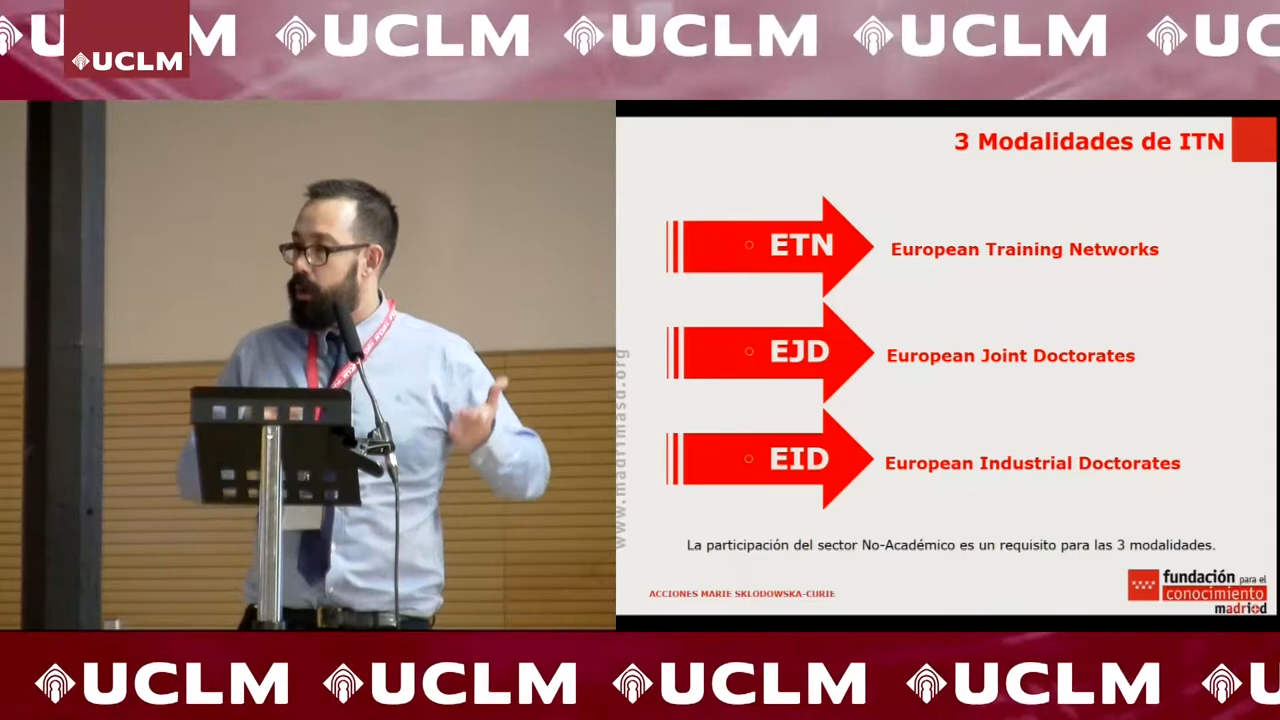 UCLM UCLM UCLM UCLM UC
UCLM
3 Modalidades de ITN
ETN
European Training Networks
EJD
European Joint Doctorates
EID
European Industrial Doctorates
www.madrimasd.org
La participación del sector No-Académico es un requisito para las 3 modalidades.
ACCIONES MARIE SKLODOWSKA-CURIE
fundación para el
conocimiento
madri+d
UCLM UCLM UCLM UCLM U